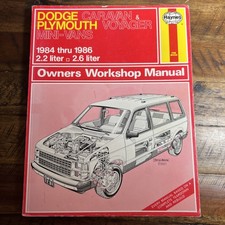 DODGE CARAVAN &
PLYMOUTH VOYAGER
MINI-VANS
Haynes
1984 thru 1986
2.2 liter □ 2.6 liter
Owners Workshop Manual